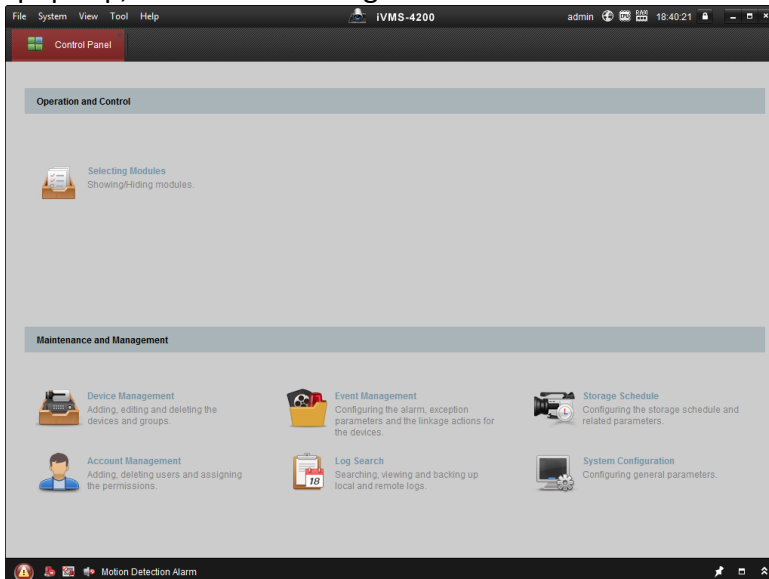 File System View Tool Help iVMS-4200 admin 18:40:21
Control Panel
Operation and Control
Selecting Modules
Showing/Hiding modules.
Maintenance and Management
Device Management
Adding, editing and deleting the
devices and groups.
Event Management
Configuring the alarm, exception
parameters and the linkage actions for
the devices.
Storage Schedule
Configuring the storage schedule and
related parameters.
Account Management
Adding, deleting users and assigning
the permissions.
Log Search
Searching, viewing and backing up
local and remote logs.
18
System Configuration
Configuring general parameters.
Motion Detection Alarm